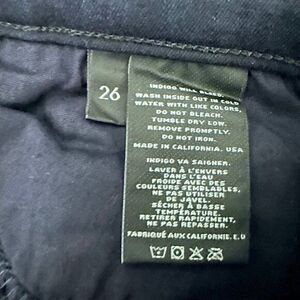 26
INDIGO WILL BLEED.
WASH INSIDE OUT IN COLD
WATER WITH LIKE COLORS.
DO NOT BLEACH.
TUMBLE DRY LOW.
REMOVE PROMPTLY.
DO NOT IRON.
MADE IN CALIFORNIA. USA
INDIGO VA SAIGNER.
LAVER À L'ENVERS
DANS L'EAU
FROIDE AVEC DES
COULEURS SEMBLABLES.
NE PAS UTILISER
DE JAVEL.
SÉCHER À BASSE
TEMPÉRATURE.
RETIRER RAPIDEMENT,
NE PAS REPASSER.
FABRIQUÉ AUX CALIFORNIE. E.U